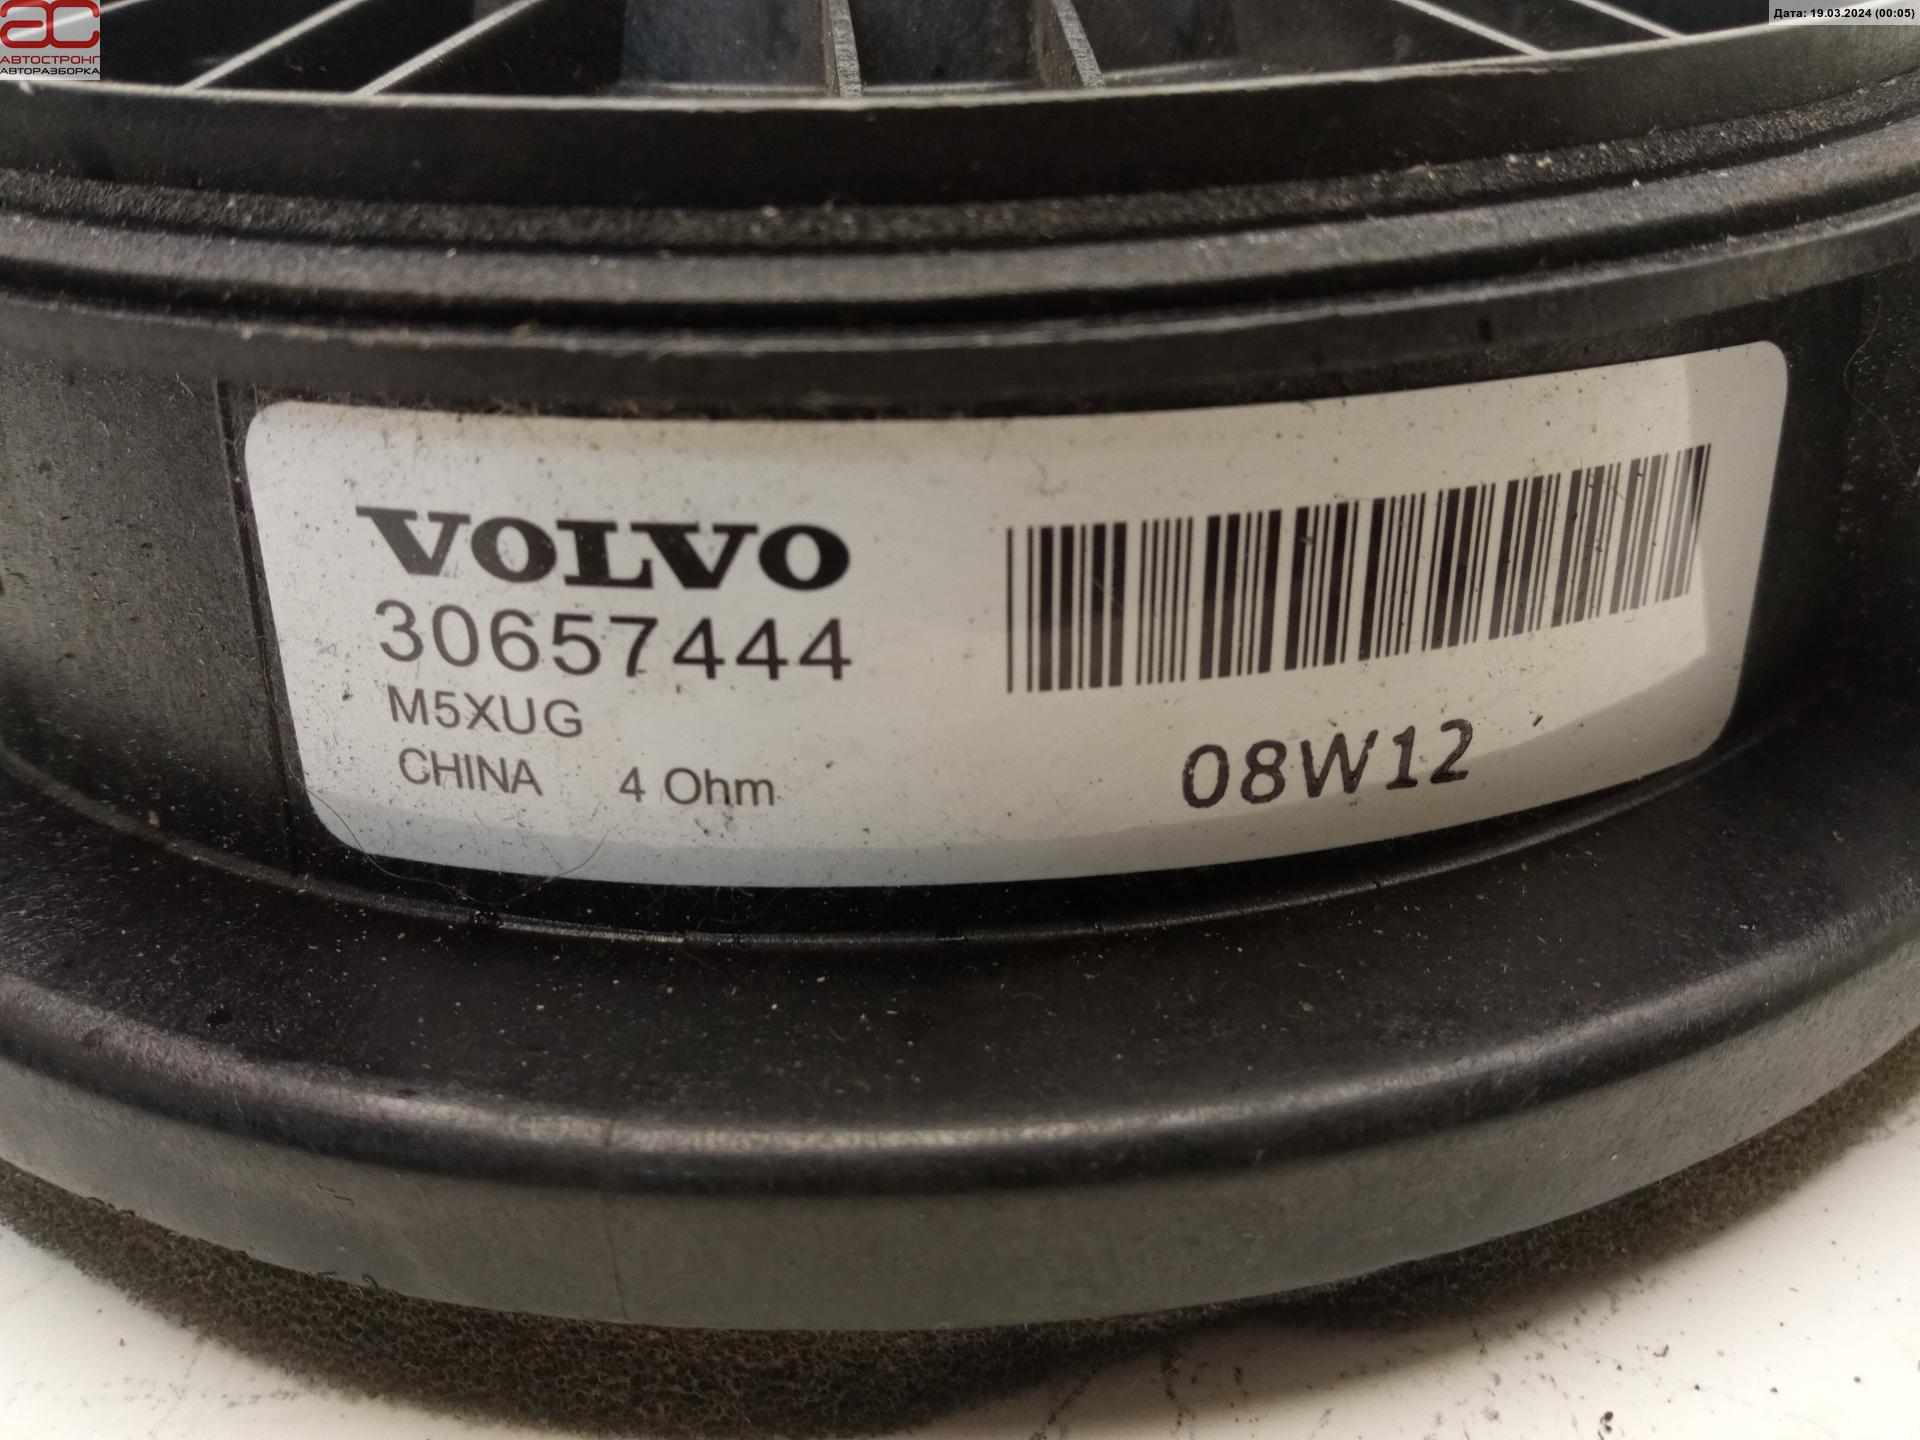 АС
АВТОСТРОНГ
АВТОРАЗБОРКА
Дата: 19.03.2024 (00:05)
VOLVO
30657444
M5XUG
CHINA 4 Ohm
08W12